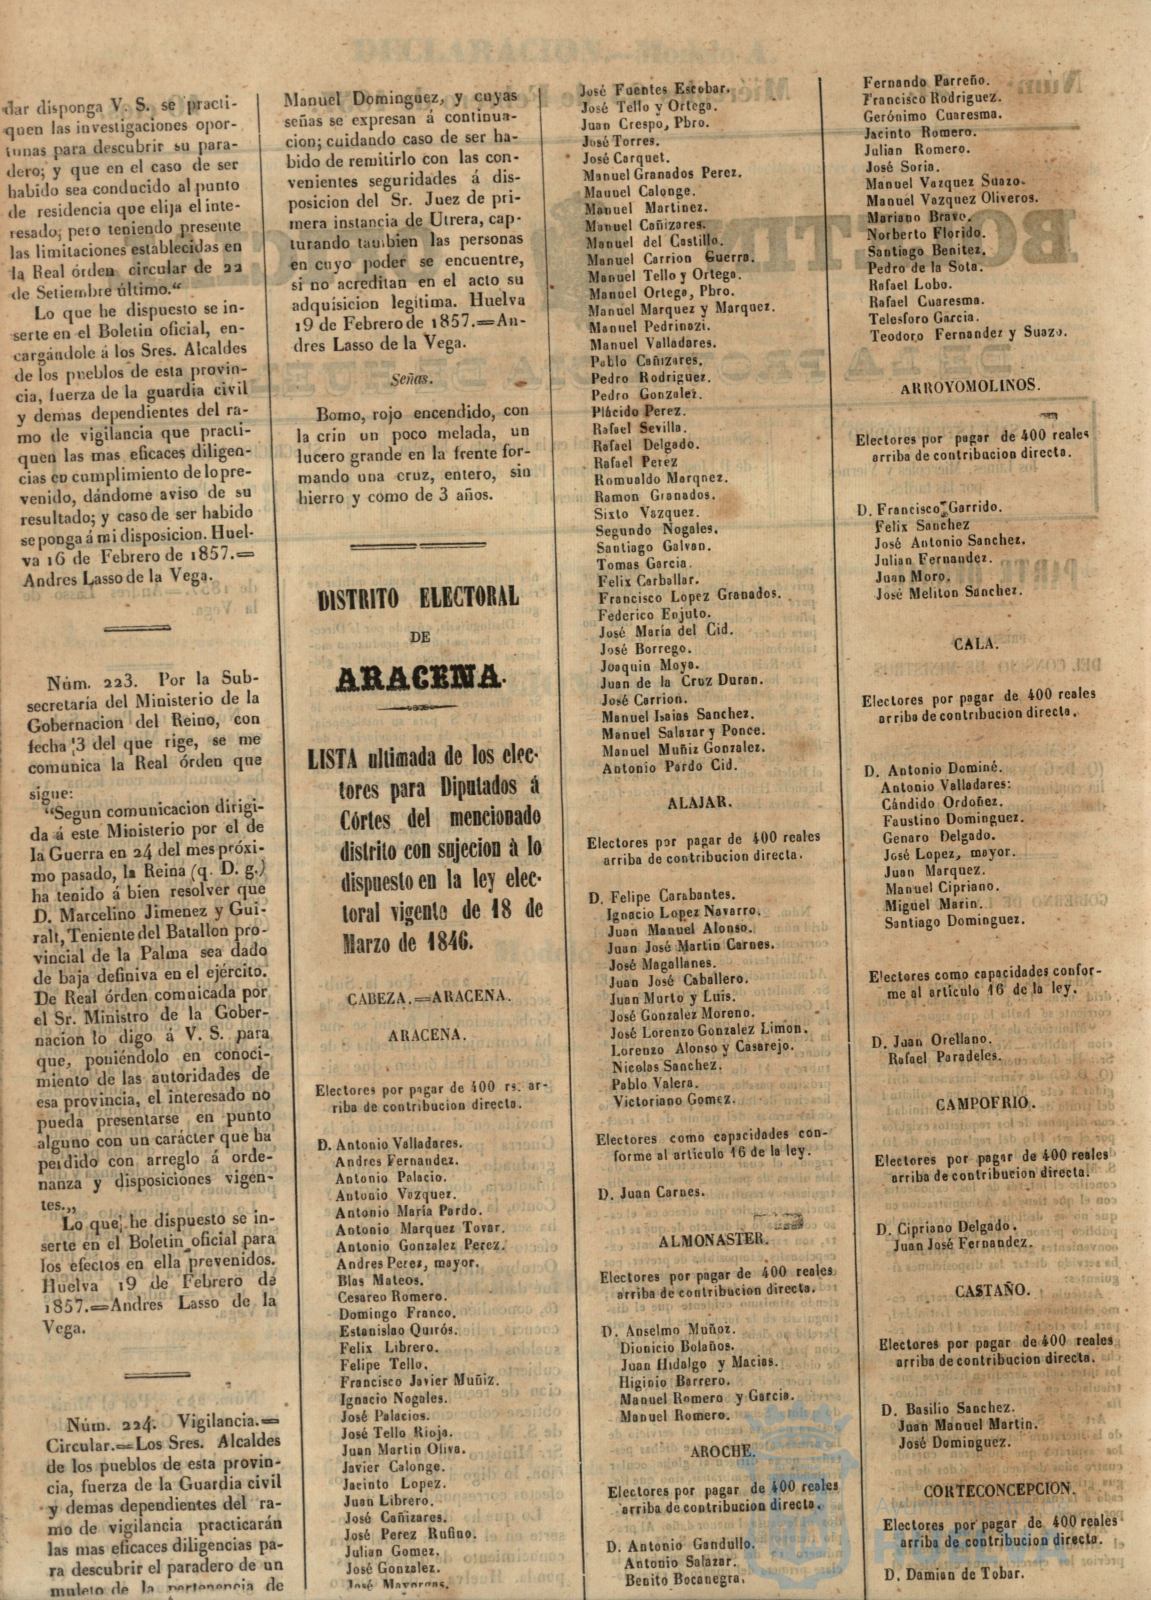 dar disponga V. S. se practi-
quen las investigaciones opor-
tunas para descubrir su para-
dero; y que en el caso de ser
habido sea conducido al punto
de residencia que elija el inte-
resado; pero teniendo presente
las limitaciones establecidas en
la Real órden circular de 22
de Setiembre último."
Lo que he dispuesto se in-
serte en el Boletin oficial, en-
cargándole á los Sres. Alcaldes
de los pueblos de esta provin-
cia, fuerza de la guardia civil
y demas dependientes del ra-
mo de vigilancia que practi-
quen las mas eficaces diligen-
cias en cumplimiento de lo pre-
venido, dándome aviso de su
resultado; y caso de ser habido
se ponga á mi disposicion. Huel-
va 16 de Febrero de 1857.=
Andres Lasso de la Vega.
Núm. 223. Por la Sub-
secretaría del Ministerio de la
Gobernacion del Reino, con
fecha 13 del que rige, se me
comunica la Real órden que
sigue:
"Segun comunicacion dirigi-
da á este Ministerio por el de
la Guerra en 24 del mes próxi-
mo pasado, la Reina (q. D. g.)
ha tenido á bien resolver que
D. Marcelino Jimenez y Gui-
ralt, Teniente del Batallon pro-
vincial de la Palma sea dado
de baja definiva en el ejército.
De Real órden comuicada por
el Sr. Ministro de la Gober-
nacion lo digo á V. S. para
que, poniéndolo en conoci-
miento de las autoridades de
esa provincia, el interesado no
pueda presentarse en punto
alguno con un carácter que ha
perdido con arreglo á orde-
nanza y disposiciones vigen-
tes.,,
Lo que he dispuesto se in-
serte en el Boletin oficial para
los efectos en ella prevenidos.
Huelva 19 de Febrero de
1857.=Andres Lasso de la
Vega.
Núm. 224. Vigilancia.=
Circular.=Los Sres. Alcaldes
de los pueblos de esta provin-
cia, fuerza de la Guardia civil
y demas dependientes del ra-
mo de vigilancia practicarán
las mas eficaces diligencias pa-
ra descubrir el paradero de un
muleto de la pertenencia de
Manuel Dominguez, y cuyas
señas se expresan á continua-
cion; cuidando caso de ser ha-
bido de remitirlo con las con-
venientes seguridades á dis-
posicion del Sr. Juez de pri-
mera instancia de Utrera, cap-
turando tambien las personas
en cuyo poder se encuentre,
si no acreditan en el acto su
adquisicion legitima. Huelva
19 de Febrero de 1857.=An-
dres Lasso de la Vega.
Señas.
Bomo, rojo encendido, con
la crin un poco melada, un
lucero grande en la frente for-
mando una cruz, entero, sin
hierro y como de 3 años.
DISTRITO ELECTORAL
DE
ARACENA.
LISTA ultimada de los elec-
tores para Diputados á
Córtes del mencionado
distrito con sujecion á lo
dispuesto en la ley elec-
toral vigente de 18 de
Marzo de 1846.
CABEZA.=ARACENA.
ARACENA.
Electores por pagar de 400 rs. ar-
riba de contribucion directa.
D. Antonio Valladares.
Andres Fernandez.
Antonio Palacio.
Antonio Vazquez.
Antonio María Pardo.
Antonio Marquez Tovar.
Antonio Gonzalez Perez.
Andres Perez, mayor.
Blas Mateos.
Cesareo Romero.
Domingo Franco.
Estanislao Quirós.
Felix Librero.
Felipe Tello.
Francisco Javier Muñiz.
Ignacio Nogales.
José Palacios.
José Tello Rioja.
Juan Martin Oliva.
Javier Calonge.
Jacinto Lopez.
Juan Librero.
José Cañizares.
José Perez Rufino.
Julian Gomez.
José Gonzalez.
José Mayorgas.
José Fuentes Escobar.
José Tello y Ortega.
Juan Crespo, Pbro.
José Torres.
José Carquet.
Manuel Granados Perez.
Manuel Calonge.
Manuel Martinez.
Manuel Cañizares.
Manuel del Castillo.
Manuel Carrion Guerra.
Manuel Tello y Ortega.
Manuel Ortega, Pbro.
Manuel Marquez y Marquez.
Manuel Pedrinazi.
Manuel Valladares.
Pablo Cañizares.
Pedro Rodriguez.
Pedro Gonzalez.
Plácido Perez.
Rafael Sevilla.
Rafael Delgado.
Rafael Perez
Romualdo Marqnez.
Ramon Granados.
Sixto Vazquez.
Segundo Nogales.
Santiago Galvan.
Tomas Garcia.
Felix Carballar.
Francisco Lopez Granados.
Federico Enjuto.
José María del Cid.
José Borrego.
Joaquin Moya.
Juan de la Cruz Duran.
José Carrion.
Manuel Isaias Sanchez.
Manuel Salazar y Ponce.
Manuel Muñiz Gonzalez.
Antonio Pardo Cid.
ALAJAR.
Electores por pagar de 400 reales
arriba de contribucion directa.
D. Felipe Carabantes.
Ignacio Lopez Navarro.
Juan Manuel Alonso.
Juan José Martin Carnes.
José Magallanes.
Juan José Caballero.
Juan Morto y Luis.
José Gonzalez Moreno.
José Lorenzo Gonzalez Limon.
Lorenzo Alonso y Casarejo.
Nicolas Sanchez.
Pablo Valera.
Victoriano Gomez.
Electores como capacidades con-
forme al artículo 16 de la ley.
D. Juan Carnes.
ALMONASTER.
Electores por pagar de 400 reales
arriba de contribucion directa.
D. Anselmo Muñoz.
Dionicio Bolaños.
Juan Hidalgo y Macias.
Higinio Barrero.
Manuel Romero y Garcia.
Manuel Romero.
AROCHE.
Electores por pagar de 400 reales
arriba de contribucion directa.
D. Antonio Gandullo.
Antonio Salazar.
Benito Bocanegra.
Fernando Parreño.
Francisco Rodriguez.
Gerónimo Cuaresma.
Jacinto Romero.
Julian Romero.
José Soria.
Manuel Vazquez Suazo.
Manuel Vazquez Oliveros.
Mariano Bravo.
Norberto Florido.
Santiago Benitez.
Pedro de la Sota.
Rafael Lobo.
Rafael Cuaresma.
Telesforo Garcia.
Teodoro Fernandez y Suazo.
ARROYOMOLINOS.
Electores por pagar de 400 reales
arriba de contribucion directa.
D. Francisco Garrido.
Felix Sanchez
José Antonio Sanchez.
Julian Fernandez.
Juan Moro.
José Meliton Sanchez.
CALA.
Electores por pagar de 400 reales
arriba de contribucion directa.
D. Antonio Dominé.
Antonio Valladares:
Cándido Ordoñez.
Faustino Dominguez.
Genaro Delgado.
José Lopez, mayor.
Juan Marquez.
Manuel Cipriano.
Miguel Marin.
Santiago Dominguez.
Electores como capacidades confor-
me al artículo 16 de la ley.
D. Juan Orellano.
Rafael Paradeles.
CAMPOFRIO.
Electores por pagar de 400 reales
arriba de contribucion directa.
D. Cipriano Delgado.
Juan José Fernandez.
CASTAÑO.
Electores por pagar de 400 reales
arriba de contribucion directa.
D. Basilio Sanchez.
Juan Manuel Martin.
José Dominguez.
CORTECONCEPCION.
Electores por pagar de 400 reales
arriba de contribucion directa.
D. Damian de Tobar.